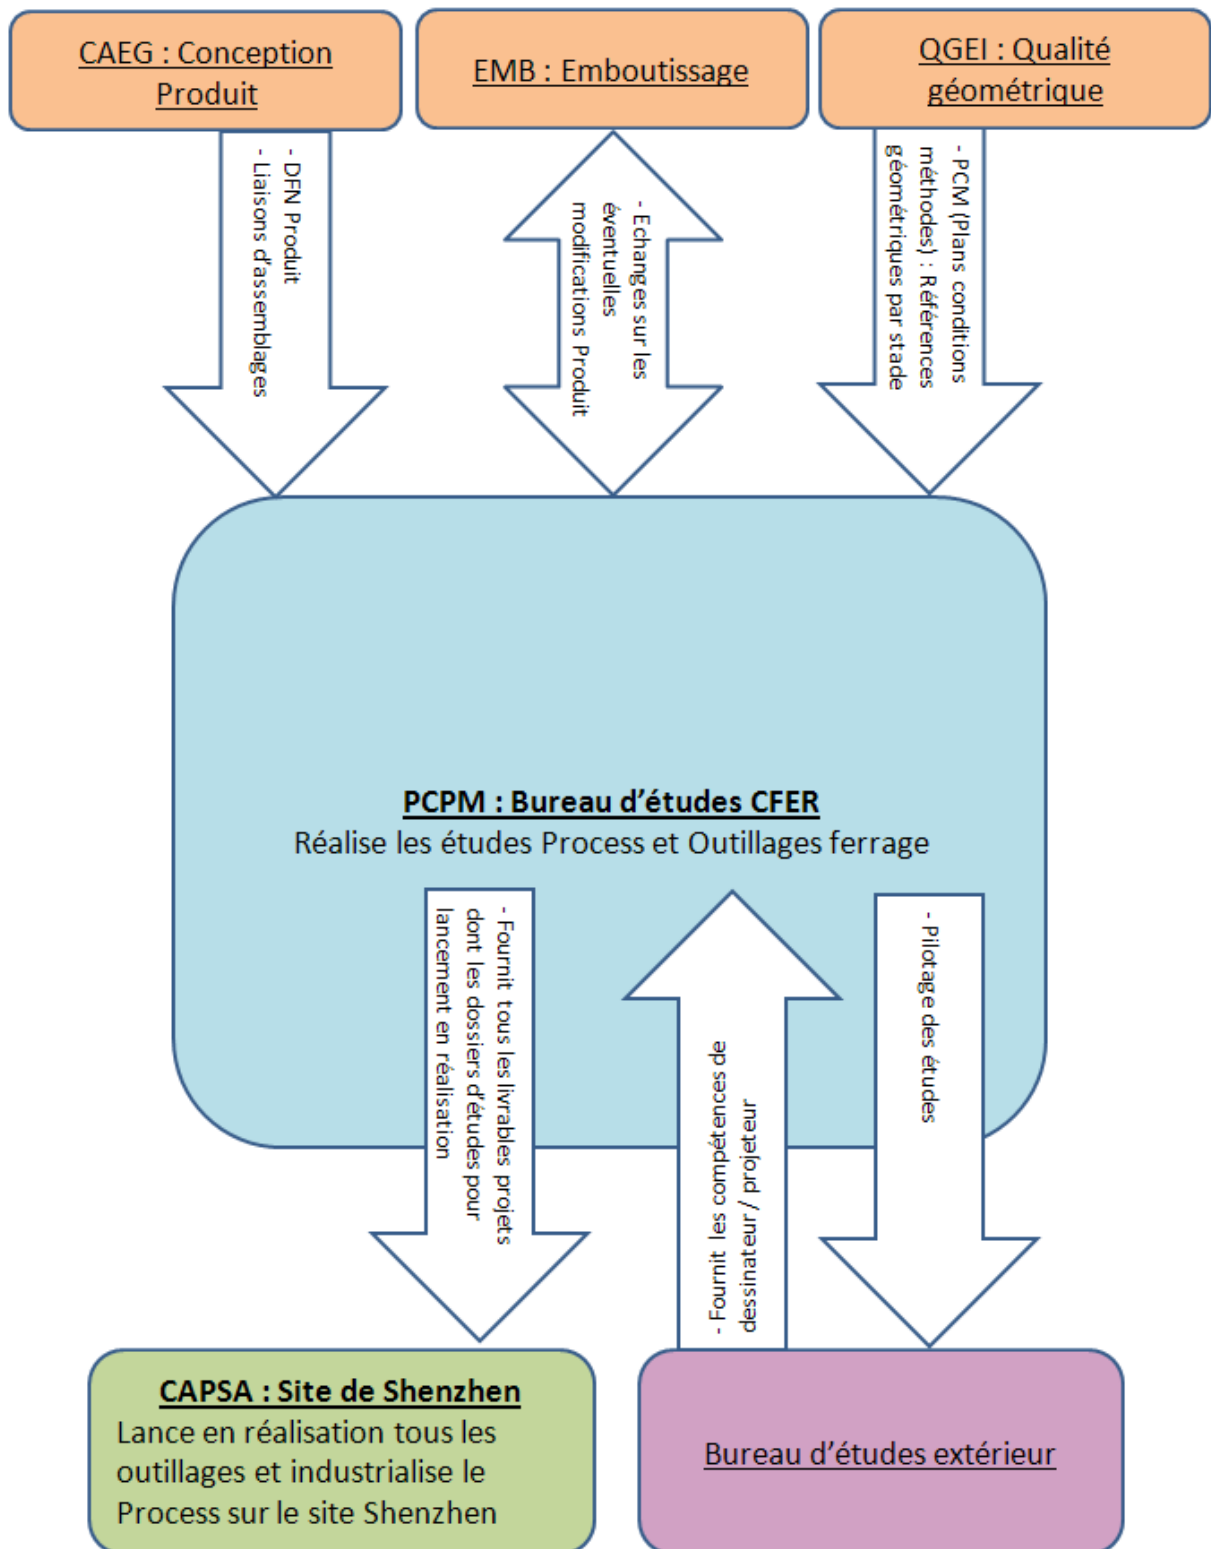 CAEG : Conception
Produit
EMB : Emboutissage
QGEI : Qualité
géométrique
- DFN Produit
- Liaisons d’assemblages
- Echanges sur les
éventuelles
modifications Produit
- PCM (Plans conditions
méthodes) : Références
géométriques par stade
PCPM : Bureau d’études CFER
Réalise les études Process et Outillages ferrage
- Fournit tous les livrables projets
dont les dossiers d’études pour
lancement en réalisation
- Fournit les compétences de
dessinateur / projeteur
- Pilotage des études
CAPSA : Site de Shenzhen
Lance en réalisation tous les
outillages et industrialise le
Process sur le site Shenzhen
Bureau d’études extérieur